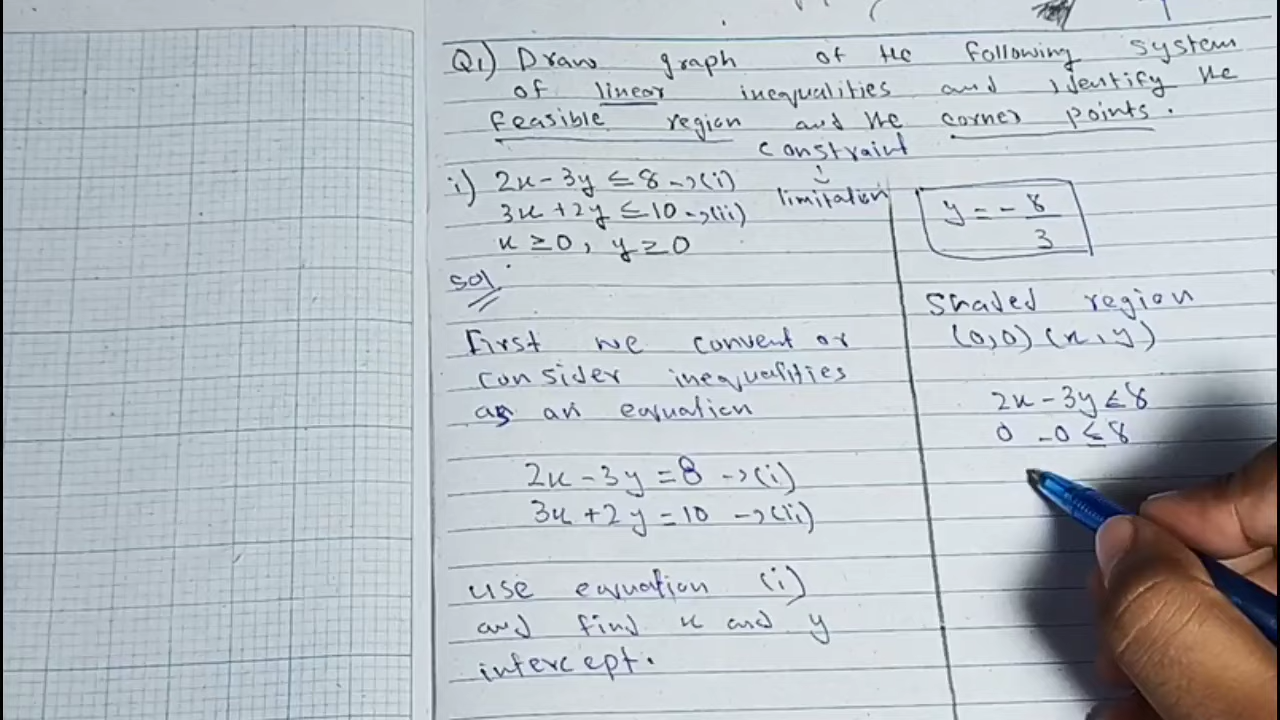 Q1) Draw graph of the following system
of linear inequalities and identify the
feasible region and the corner points.
constraint
↓
limitation
i) 2x - 3y ≤ 8 → (i)
3x + 2y ≤ 10 → (ii)
x ≥ 0, y ≥ 0
Sol
First we convert or
consider inequalities
as an equation
2x - 3y = 8 → (i)
3x + 2y = 10 → (ii)
use equation (i)
and find x and y
intercept.
y = -8/3
Shaded region
(0,0) (x,y)
2x - 3y ≤ 8
0 - 0 ≤ 8